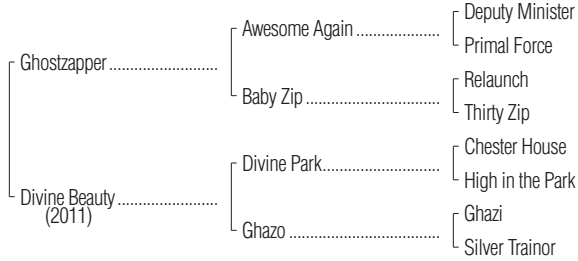 Deputy Minister
Awesome Again
Primal Force
Ghostzapper
Relaunch
Baby Zip
Thirty Zip
Chester House
Divine Park
High in the Park
Divine Beauty
(2011)
Ghazi
Ghazo
Silver Trainor